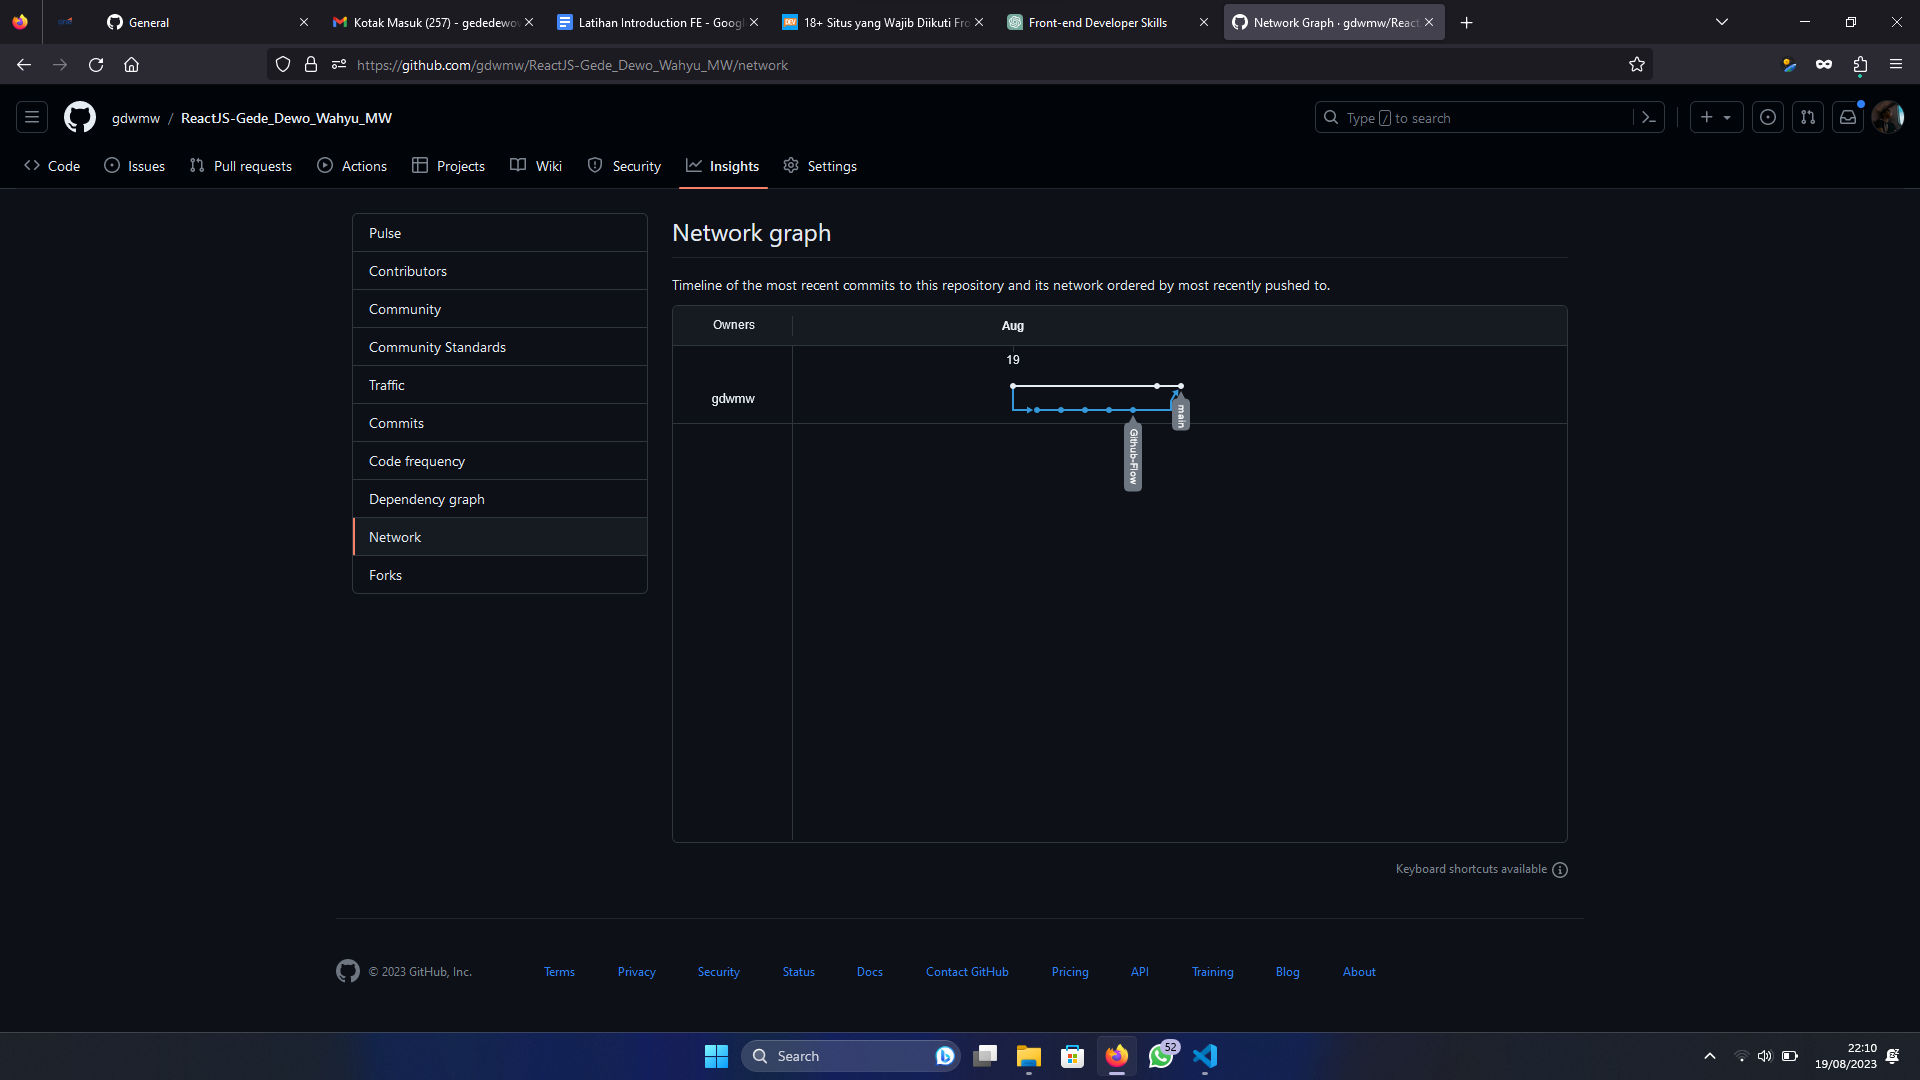 General
Kotak Masuk (257) - gededewow
Latihan Introduction FE - Googl
18+ Situs yang Wajib Diikuti Fro
Front-end Developer Skills
Network Graph · gdwmw/React
https://github.com/gdwmw/ReactJS-Gede_Dewo_Wahyu_MW/network
gdwmw / ReactJS-Gede_Dewo_Wahyu_MW
Type / to search
Code
Issues
Pull requests
Actions
Projects
Wiki
Security
Insights
Settings
Pulse
Contributors
Community
Community Standards
Traffic
Commits
Code frequency
Dependency graph
Network
Forks
Network graph
Timeline of the most recent commits to this repository and its network ordered by most recently pushed to.
Owners
Aug
19
gdwmw
main
Github-Flow
Keyboard shortcuts available
© 2023 GitHub, Inc.
Terms
Privacy
Security
Status
Docs
Contact GitHub
Pricing
API
Training
Blog
About
Search
52
22:10
19/08/2023